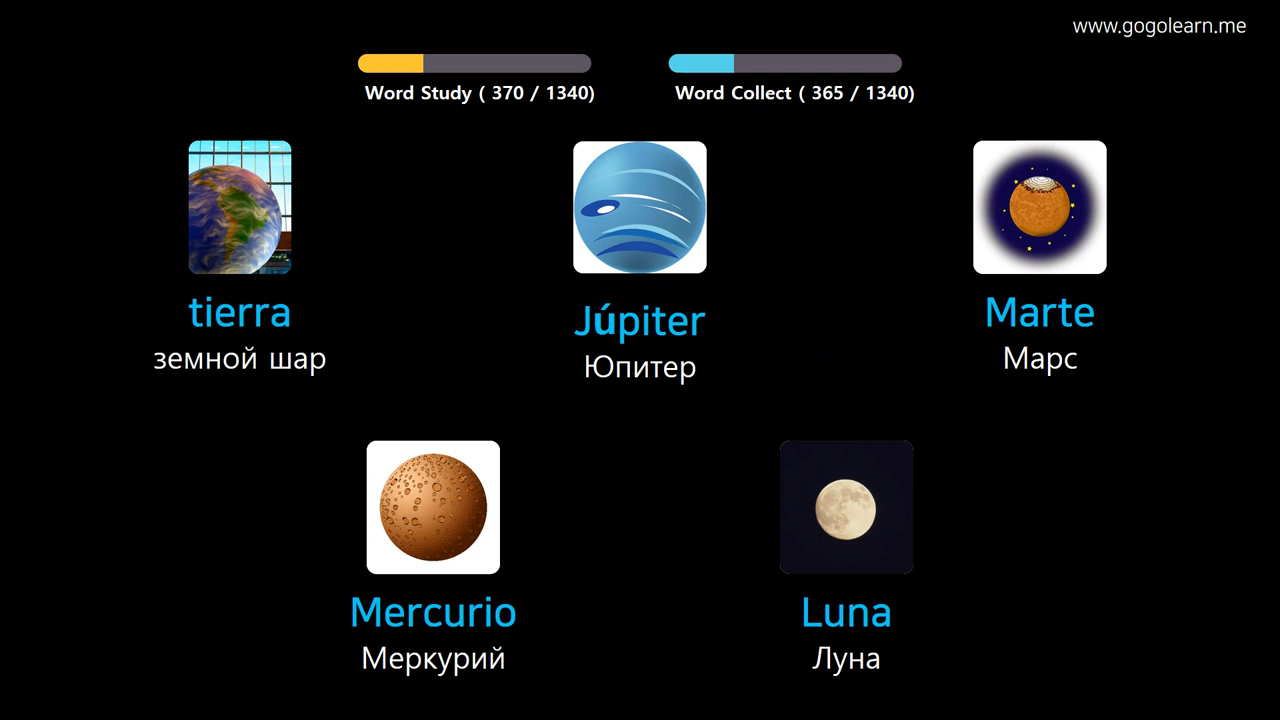 www.gogolearn.me
Word Study ( 370 / 1340)
Word Collect ( 365 / 1340)
tierra
земной шар
Júpiter
Юпитер
Marte
Марс
Mercurio
Меркурий
Luna
Луна